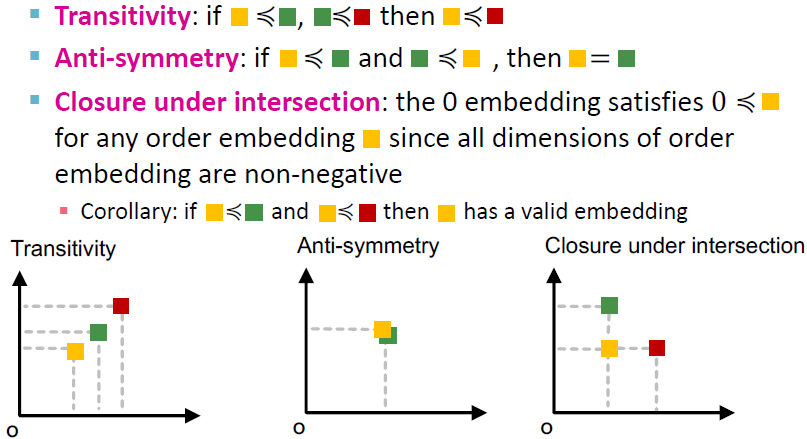 Transitivity: if 🟨 ≼ 🟩, 🟩≼🟥 then 🟨≼🟥
Anti-symmetry: if 🟨 ≼ 🟩 and 🟩 ≼🟨 , then 🟨= 🟩
Closure under intersection: the 0 embedding satisfies 0 ≼🟨
for any order embedding 🟨 since all dimensions of order
embedding are non-negative
Corollary: if 🟨≼🟩 and 🟨≼🟥 then 🟨 has a valid embedding
Transitivity
Anti-symmetry
Closure under intersection
O
O
O